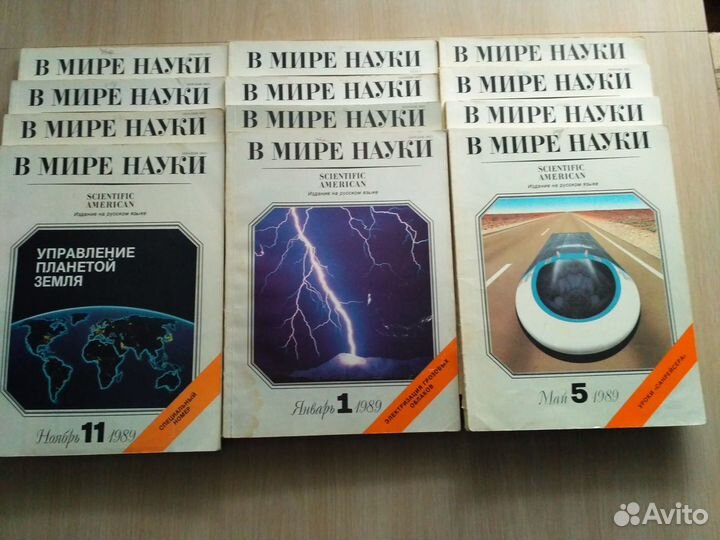 В МИРЕ НАУКИ
В МИРЕ НАУКИ
В МИРЕ НАУКИ
В МИРЕ НАУКИ
SCIENTIFIC
AMERICAN
Издание на русском языке
УПРАВЛЕНИЕ
ПЛАНЕТОЙ
ЗЕМЛЯ
СПЕЦИАЛЬНЫЙ
НОМЕР
Ноябрь 11 1989
В МИРЕ НАУКИ
В МИРЕ НАУКИ
В МИРЕ НАУКИ
В МИРЕ НАУКИ
SCIENTIFIC
AMERICAN
Издание на русском языке
ЭЛЕКТРИЗАЦИЯ ГРОЗОВЫХ
ОБЛАКОВ
Январь 1 1989
В МИРЕ НАУКИ
В МИРЕ НАУКИ
В МИРЕ НАУКИ
В МИРЕ НАУКИ
SCIENTIFIC
AMERICAN
Издание на русском языке
УРОКИ «САНРЕЙСЕРА»
Май 5 1989
Avito